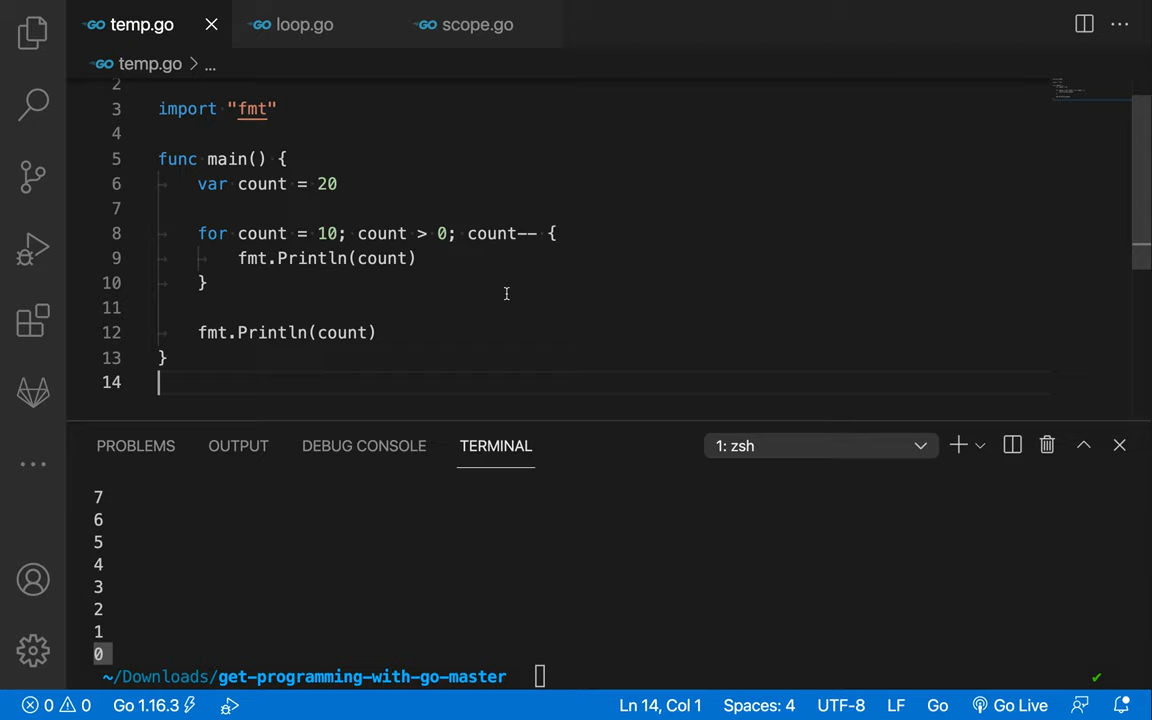 GO temp.go GO loop.go GO scope.go
GO temp.go > ...
2
3 import "fmt"
4
5 func main() {
6 var count = 20
7
8 for count = 10; count > 0; count-- {
9 fmt.Println(count)
10 }
11
12 fmt.Println(count)
13 }
14
PROBLEMS OUTPUT DEBUG CONSOLE TERMINAL 1: zsh
7
6
5
4
3
2
1
0
~/Downloads/get-programming-with-go-master
0 0 Go 1.16.3 Ln 14, Col 1 Spaces: 4 UTF-8 LF Go Go Live